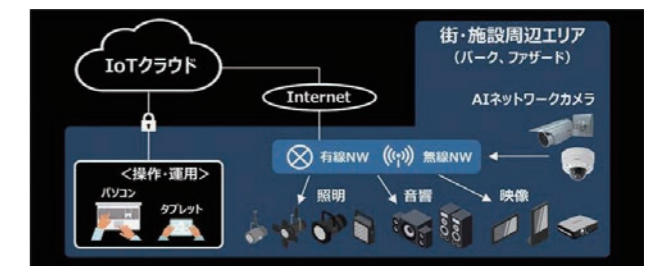 街・施設周辺エリア
(パーク、ファザード)
IoTクラウド
Internet
AIネットワークカメラ
有線NW
無線NW
<操作・運用>
パソコン
タブレット
照明
音響
映像